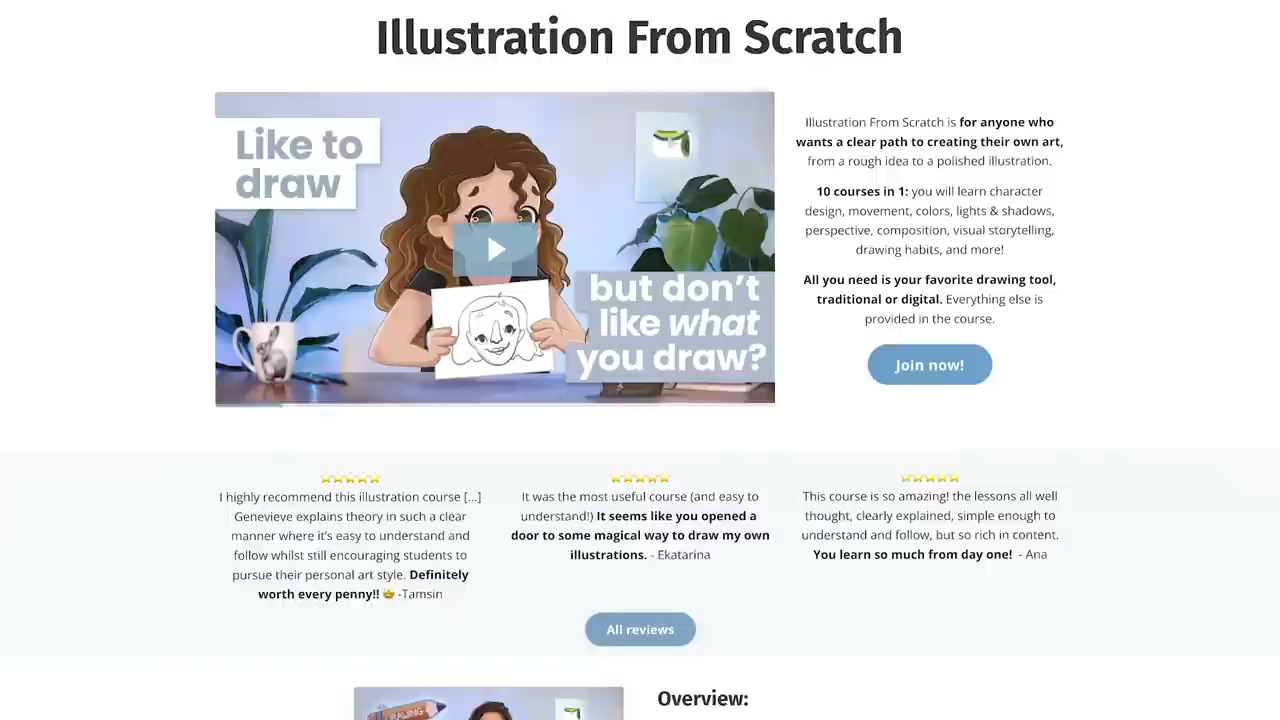 Illustration From Scratch
Like to
draw
but don't
like what
you draw?
Illustration From Scratch is for anyone who
wants a clear path to creating their own art,
from a rough idea to a polished illustration.
10 courses in 1: you will learn character
design, movement, colors, lights & shadows,
perspective, composition, visual storytelling,
drawing habits, and more!
All you need is your favorite drawing tool,
traditional or digital. Everything else is
provided in the course.
Join now!
I highly recommend this illustration course [...]
Genevieve explains theory in such a clear
manner where it's easy to understand and
follow whilst still encouraging students to
pursue their personal art style. Definitely
worth every penny!! 🤩 -Tamsin
It was the most useful course (and easy to
understand!) It seems like you opened a
door to some magical way to draw my own
illustrations. - Ekatarina
This course is so amazing! the lessons all well
thought, clearly explained, simple enough to
understand and follow, but so rich in content.
You learn so much from day one! - Ana
All reviews
Overview: